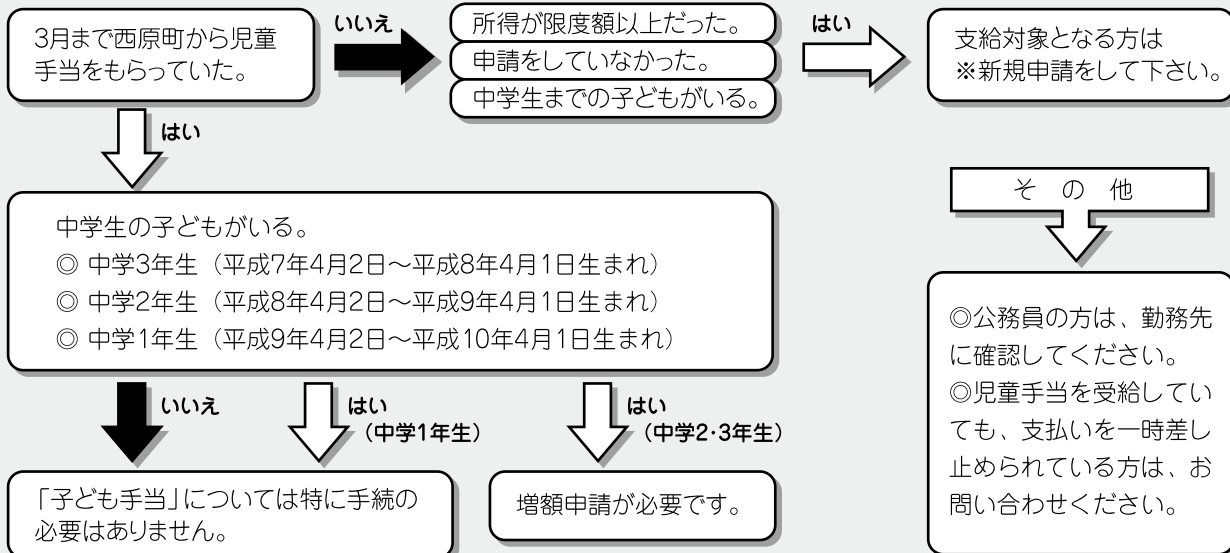 3月まで西原町から児童
手当をもらっていた。
いいえ
所得が限度額以上だった。
申請をしていなかった。
中学生までの子どもがいる。
はい
支給対象となる方は
※新規申請をして下さい。
はい
中学生の子どもがいる。
◎ 中学3年生（平成7年4月2日～平成8年4月1日生まれ）
◎ 中学2年生（平成8年4月2日～平成9年4月1日生まれ）
◎ 中学1年生（平成9年4月2日～平成10年4月1日生まれ）
いいえ
はい
（中学1年生）
はい
（中学2・3年生）
「子ども手当」については特に手続の
必要はありません。
増額申請が必要です。
その他
◎公務員の方は、勤務先
に確認してください。
◎児童手当を受給してい
ても、支払いを一時差し
止められている方は、お
問い合わせください。